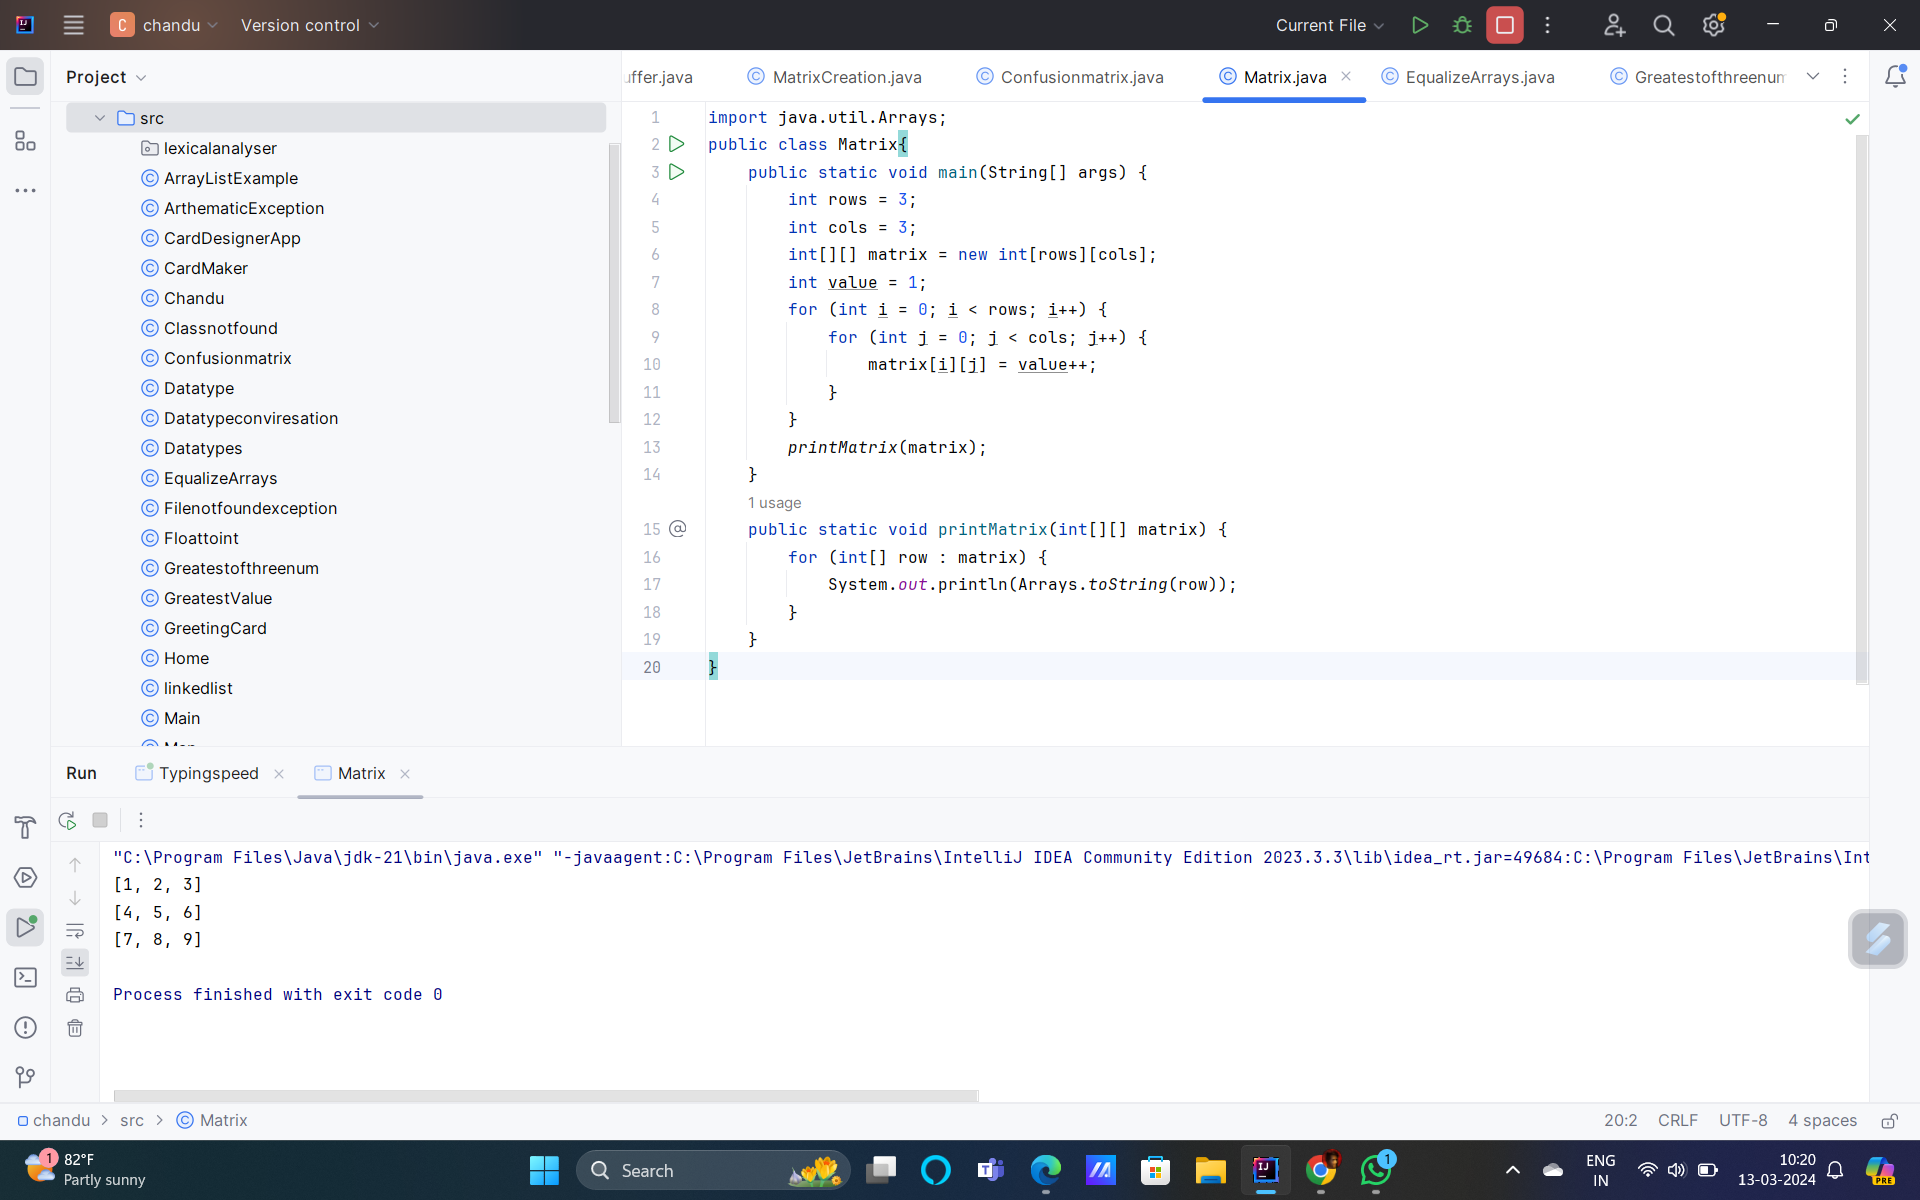 C chandu Version control Current File
Project
uffer.java MatrixCreation.java Confusionmatrix.java Matrix.java EqualizeArrays.java Greatestofthreenum
src
lexicalanalyser
ArrayListExample
ArthematicException
CardDesignerApp
CardMaker
Chandu
Classnotfound
Confusionmatrix
Datatype
Datatypeconviresation
Datatypes
EqualizeArrays
Filenotfoundexception
Floattoint
Greatestofthreenum
GreatestValue
GreetingCard
Home
linkedlist
Main
1 import java.util.Arrays;
2 public class Matrix{
3 public static void main(String[] args) {
4 int rows = 3;
5 int cols = 3;
6 int[][] matrix = new int[rows][cols];
7 int value = 1;
8 for (int i = 0; i < rows; i++) {
9 for (int j = 0; j < cols; j++) {
10 matrix[i][j] = value++;
11 }
12 }
13 printMatrix(matrix);
14 }
1 usage
15 @ public static void printMatrix(int[][] matrix) {
16 for (int[] row : matrix) {
17 System.out.println(Arrays.toString(row));
18 }
19 }
20 }
Run Typingspeed Matrix
"C:\Program Files\Java\jdk-21\bin\java.exe" "-javaagent:C:\Program Files\JetBrains\IntelliJ IDEA Community Edition 2023.3.3\lib\idea_rt.jar=49684:C:\Program Files\JetBrains\Int
[1, 2, 3]
[4, 5, 6]
[7, 8, 9]
Process finished with exit code 0
chandu > src > Matrix 20:2 CRLF UTF-8 4 spaces
1 82°F
Partly sunny
Search
1
ENG
IN
10:20
13-03-2024
PRE